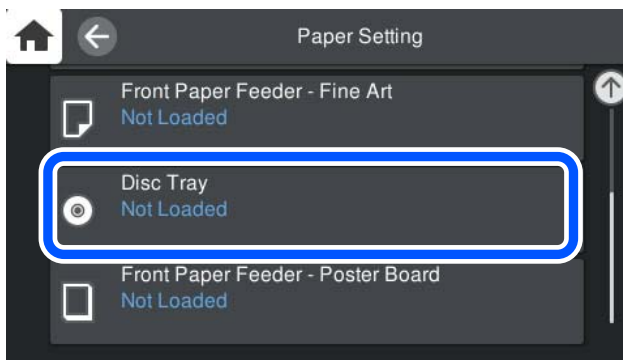 Paper Setting
Front Paper Feeder - Fine Art
Not Loaded
Disc Tray
Not Loaded
Front Paper Feeder - Poster Board
Not Loaded